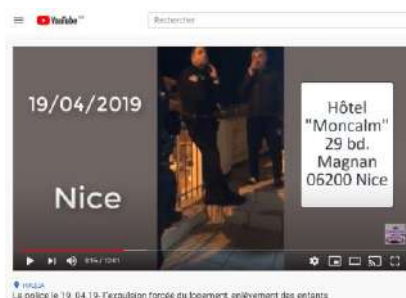 YouTube
Rechercher
19/04/2019
Nice
Hôtel
"Moncalm"
29 bd.
Magnan
06200 Nice
La police le 19.04.19- l'expulsion forcée du logement, enlèvement des enfants